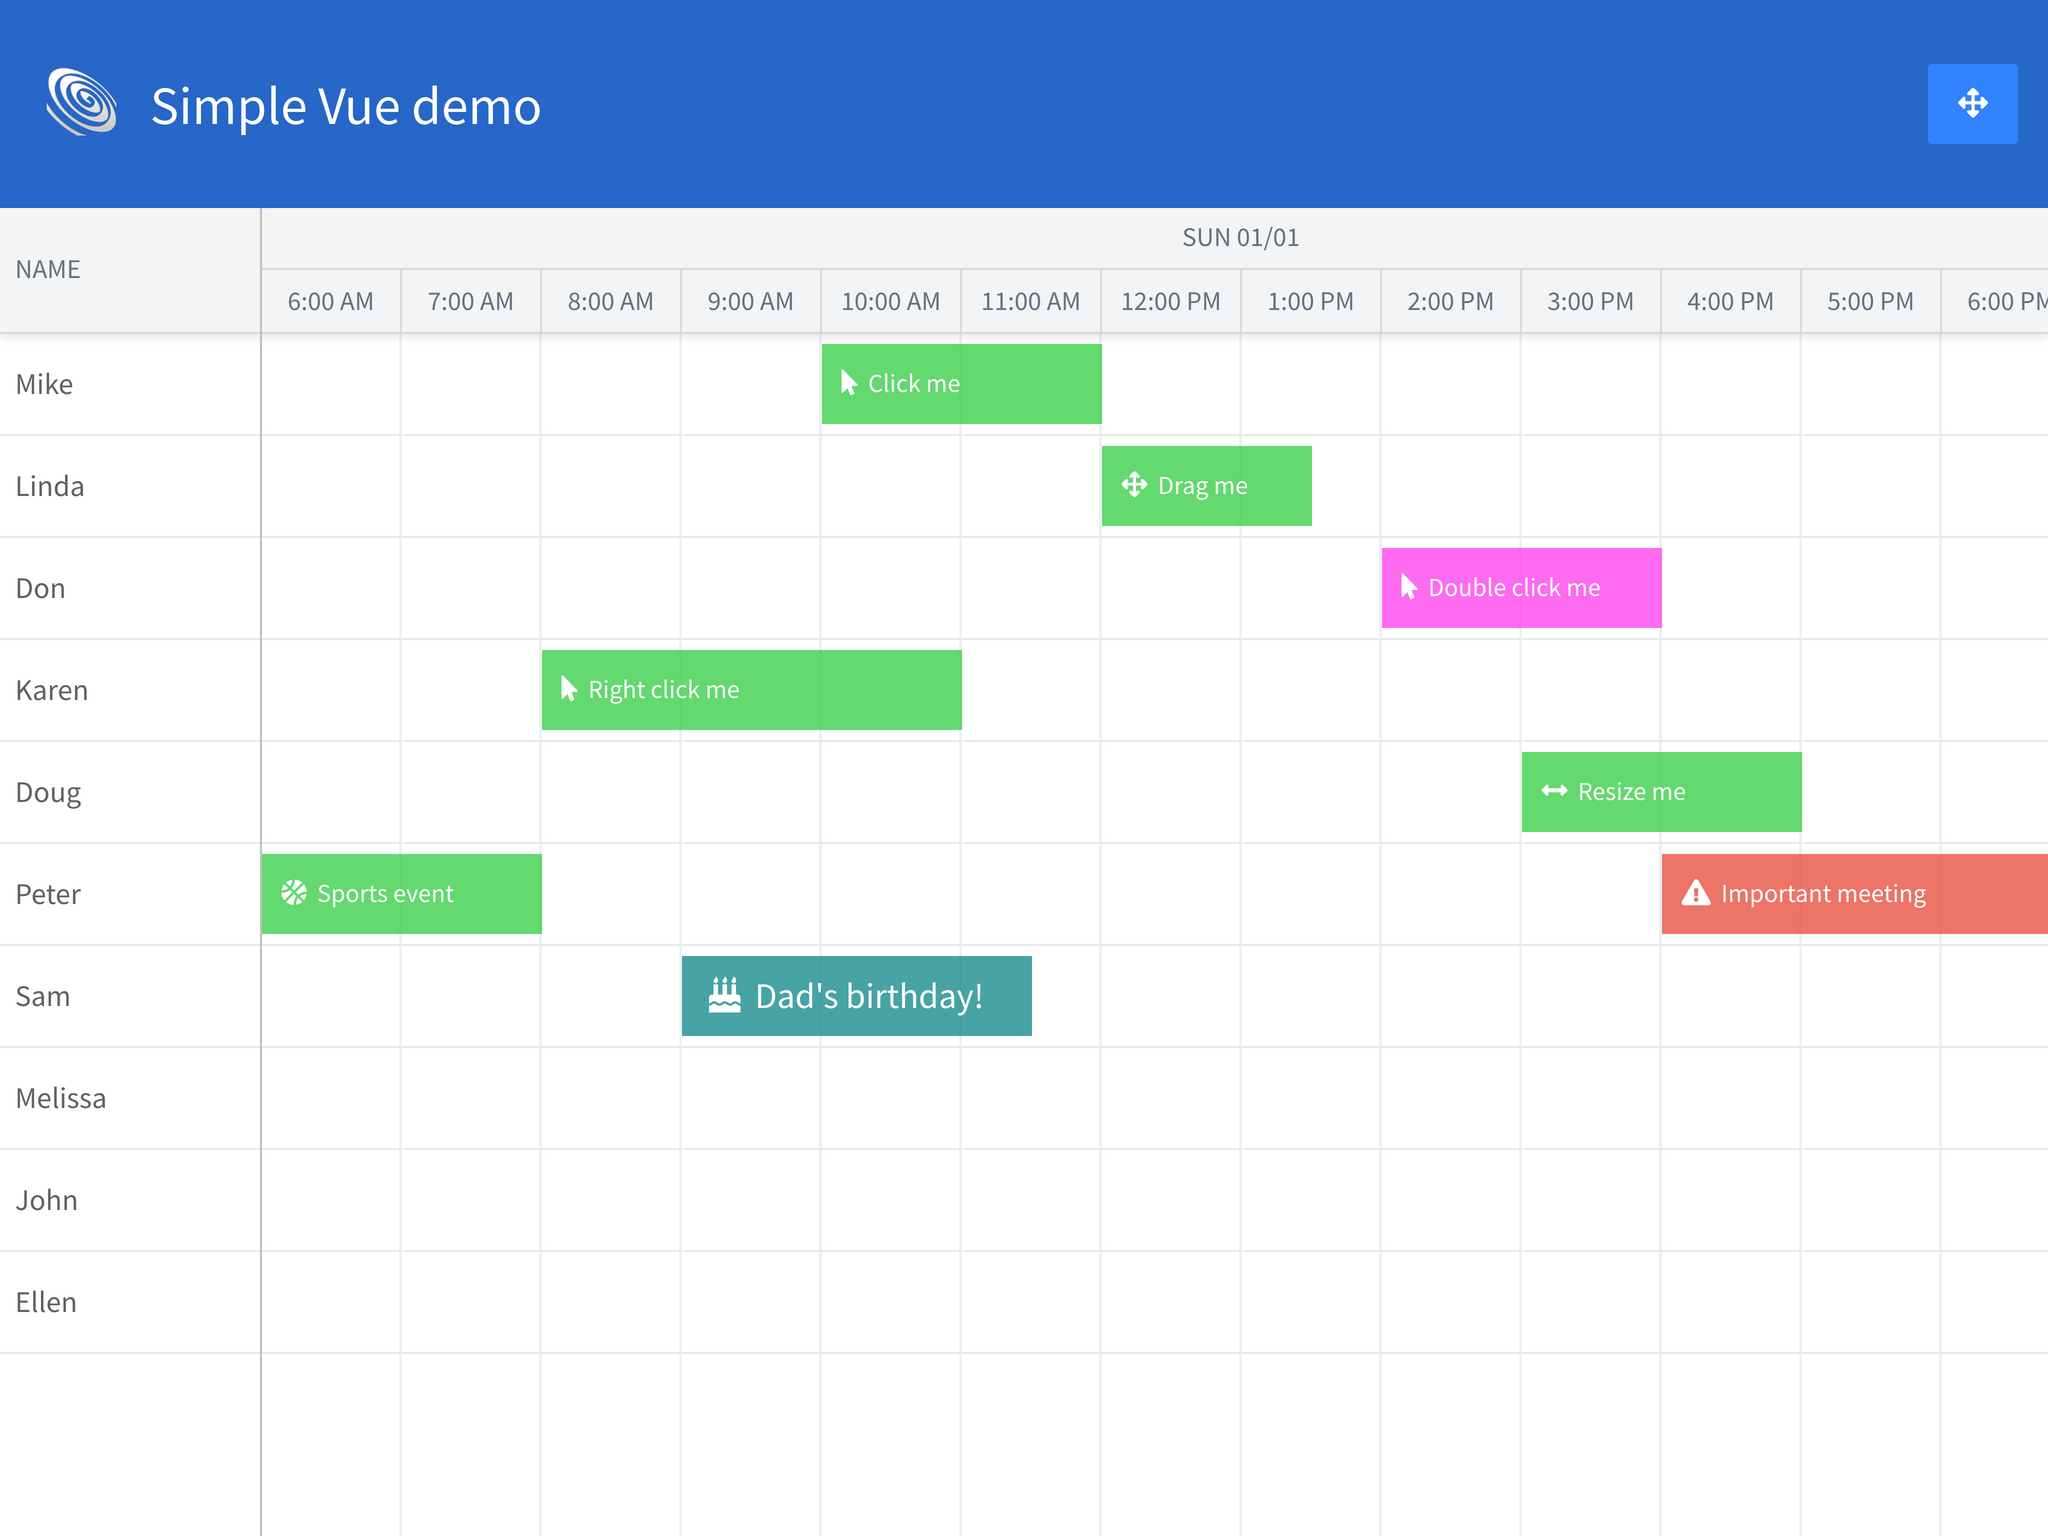 Simple Vue demo
NAME
SUN 01/01
6:00 AM 7:00 AM 8:00 AM 9:00 AM 10:00 AM 11:00 AM 12:00 PM 1:00 PM 2:00 PM 3:00 PM 4:00 PM 5:00 PM 6:00 PM
Mike Click me
Linda Drag me
Don Double click me
Karen Right click me
Doug Resize me
Peter Sports event Important meeting
Sam Dad's birthday!
Melissa
John
Ellen